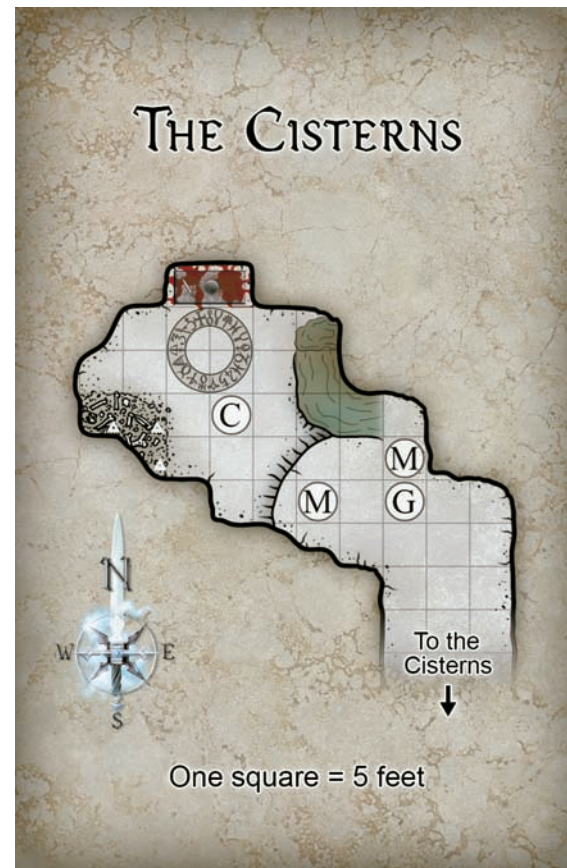 THE CISTERNS
C
M
M
G
N
W
E
S
To the
Cisterns
One square = 5 feet